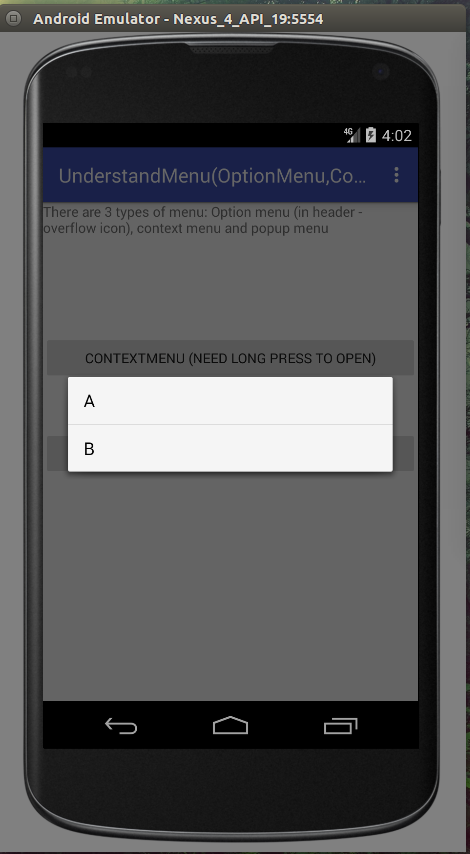 Android Emulator - Nexus_4_API_19:5554
4G 4:02
UnderstandMenu(OptionMenu,Co...
There are 3 types of menu: Option menu (in header -
overflow icon), context menu and popup menu
CONTEXTMENU (NEED LONG PRESS TO OPEN)
A
B